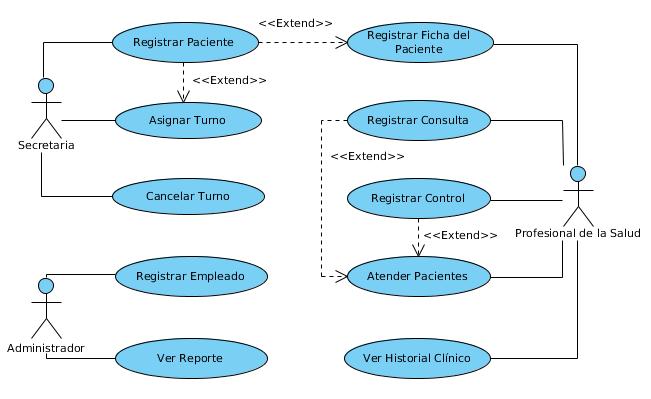 <<Extend>>
Registrar Paciente
Registrar Ficha del
Paciente
<<Extend>>
Asignar Turno
Registrar Consulta
Secretaria
<<Extend>>
Cancelar Turno
Registrar Control
Profesional de la Salud
<<Extend>>
Registrar Empleado
Atender Pacientes
Administrador
Ver Reporte
Ver Historial Clínico